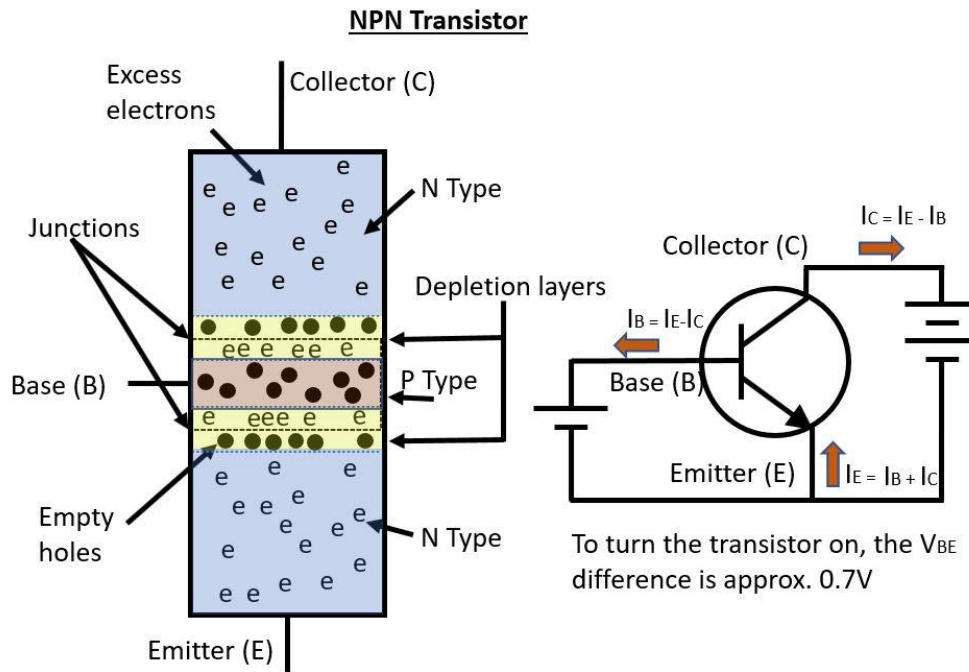 NPN Transistor
Excess
electrons
Collector (C)
N Type
Junctions
Depletion layers
Base (B)
P Type
Empty
holes
N Type
Emitter (E)
e e e e e e e e e e e e e e e
e e e e e e
e e e e e e
e e e e e e e e e e e e e e e e
IC = IE - IB
Collector (C)
IB = IE-IC
Base (B)
Emitter (E)
IE = IB + IC
To turn the transistor on, the VBE
difference is approx. 0.7V